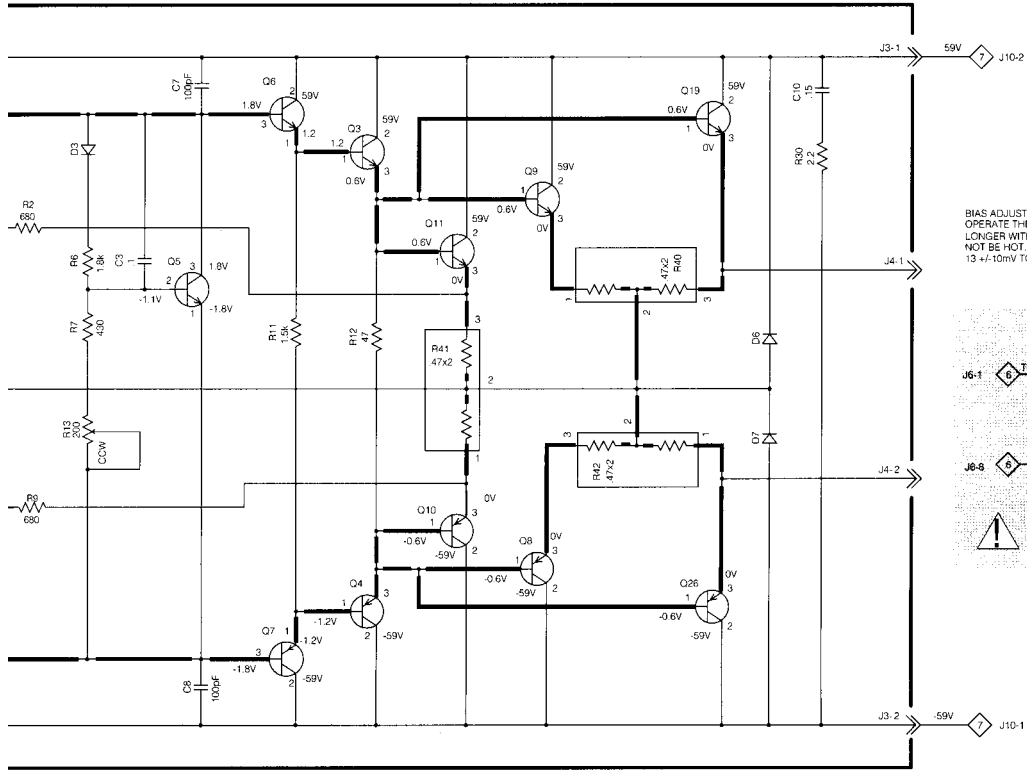 J3-1
59V
7
J10-2
C7
100pF
Q6
2
59V
1.8V
3
1
1.2
Q3
1.2
59V
2
1
3
0.6V
Q19
59V
2
0.6V
1
3
0V
C10
.15
R30
2.2
D3
Q9
59V
2
1
0.6V
3
0V
R2
680
Q11
59V
2
0.6V
1
3
0V
BIAS ADJUST
OPERATE THE
LONGER WITH
NOT BE HOT.
13 +/-10mV TO
R6
1.8k
C3
.1
Q5
3
1.8V
2
-1.1V
1
-1.8V
.47x2
R40
3
2
J4-1
R7
430
R11
1.5k
R12
47
3
R41
.47x2
2
1
D6
J6-1
6
R13
200
CCW
2
3
1
R42
.47x2
D7
J4-2
J6-8
6
R9
680
Q10
0V
1
3
-0.6V
-59V
2
Q8
0V
1
3
-0.6V
-59V
2
Q26
0V
1
3
-0.6V
-59V
2
!
Q4
1
3
-1.2V
2
-59V
Q7
1
-1.2V
3
-1.8V
2
-59V
C8
100pF
J3-2
-59V
7
J10-1